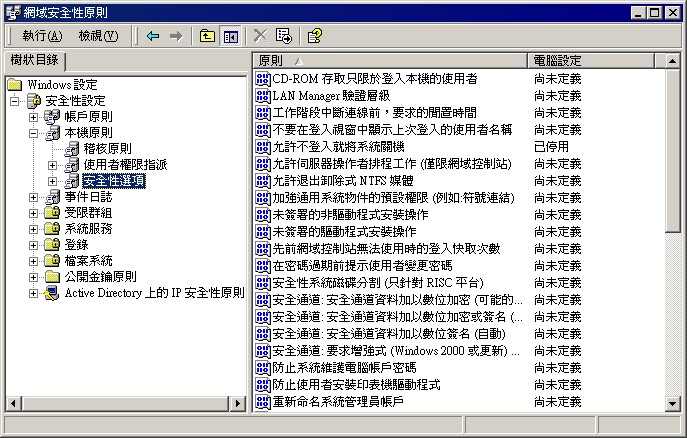 網域安全性原則
執行(A) 檢視(V)
樹狀目錄
Windows 設定
安全性設定
帳戶原則
本機原則
稽核原則
使用者權限指派
安全性選項
事件日誌
受限群組
系統服務
登錄
檔案系統
公開金鑰原則
Active Directory 上的 IP 安全性原則
原則 電腦設定
CD-ROM 存取只限於登入本機的使用者 尚未定義
LAN Manager 驗證層級 尚未定義
工作階段中斷連線前，要求的閒置時間 尚未定義
不要在登入視窗中顯示上次登入的使用者名稱 尚未定義
允許不登入就將系統關機 已停用
允許伺服器操作者排程工作 (僅限網域控制站) 尚未定義
允許退出卸除式 NTFS 媒體 尚未定義
加強通用系統物件的預設權限 (例如:符號連結) 尚未定義
未簽署的非驅動程式安裝操作 尚未定義
未簽署的驅動程式安裝操作 尚未定義
先前網域控制站無法使用時的登入快取次數 尚未定義
在密碼過期前提示使用者變更密碼 尚未定義
安全性系統磁碟分割 (只針對 RISC 平台) 尚未定義
安全通道: 安全通道資料加以數位加密 (可能的... 尚未定義
安全通道: 安全通道資料加以數位加密或簽名 (... 尚未定義
安全通道: 安全通道資料加以數位簽名 (自動) 尚未定義
安全通道: 要求增強式 (Windows 2000 或更新) ... 尚未定義
防止系統維護電腦帳戶密碼 尚未定義
防止使用者安裝印表機驅動程式 尚未定義
重新命名系統管理員帳戶 尚未定義